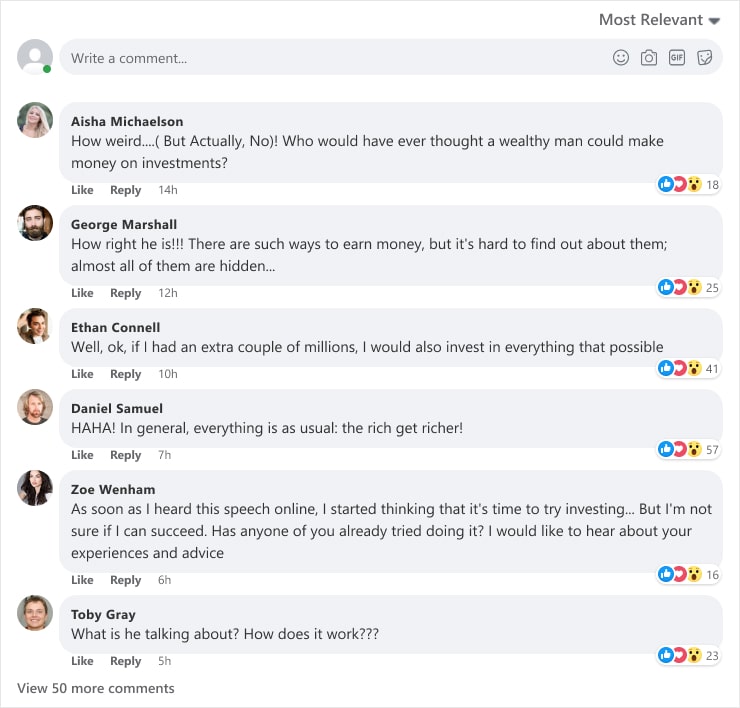 Most Relevant
Write a comment...
GIF
Aisha Michaelson
How weird....( But Actually, No)! Who would have ever thought a wealthy man could make
money on investments?
Like Reply 14h
18
George Marshall
How right he is!!! There are such ways to earn money, but it's hard to find out about them;
almost all of them are hidden...
Like Reply 12h
25
Ethan Connell
Well, ok, if I had an extra couple of millions, I would also invest in everything that possible
Like Reply 10h
41
Daniel Samuel
HAHA! In general, everything is as usual: the rich get richer!
Like Reply 7h
57
Zoe Wenham
As soon as I heard this speech online, I started thinking that it's time to try investing... But I'm not
sure if I can succeed. Has anyone of you already tried doing it? I would like to hear about your
experiences and advice
Like Reply 6h
16
Toby Gray
What is he talking about? How does it work???
Like Reply 5h
23
View 50 more comments